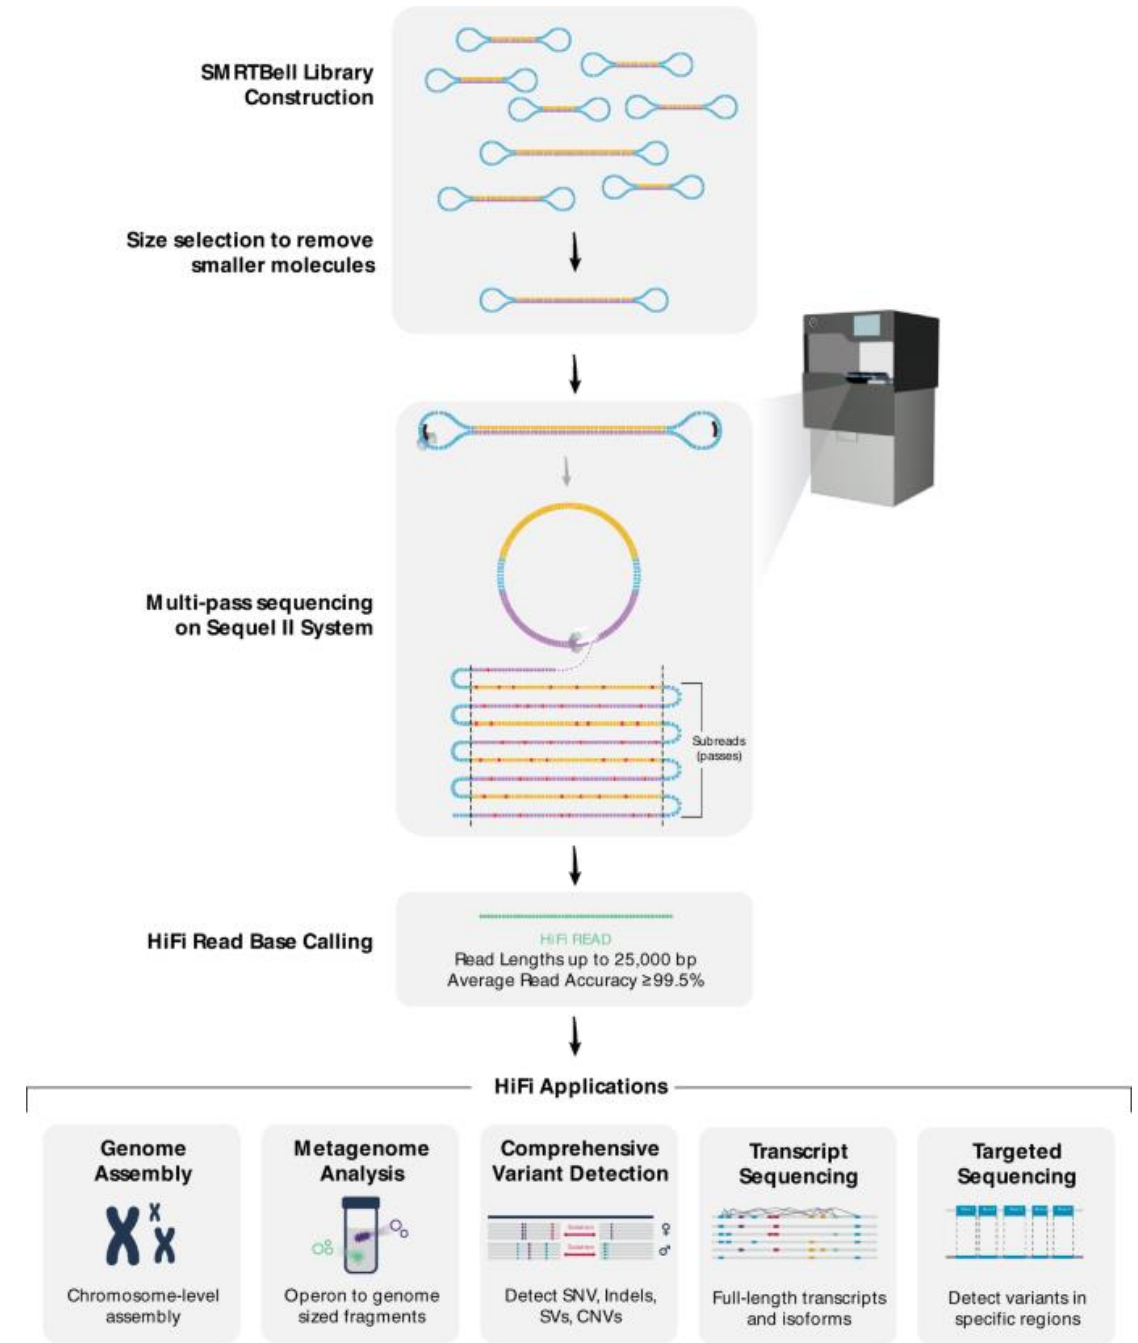 SMRTBell Library
Construction
Size selection to remove
smaller molecules
Multi-pass sequencing
on Sequel II System
Subreads
(passes)
HiFi Read Base Calling
HiFi READ
Read Lengths up to 25,000 bp
Average Read Accuracy ≥99.5%
HiFi Applications
Genome
Assembly
Chromosome-level
assembly
Metagenome
Analysis
Operon to genome
sized fragments
Comprehensive
Variant Detection
♀
♂
Detect SNV, Indels,
SVs, CNVs
Transcript
Sequencing
Full-length transcripts
and isoforms
Targeted
Sequencing
Detect variants in
specific regions